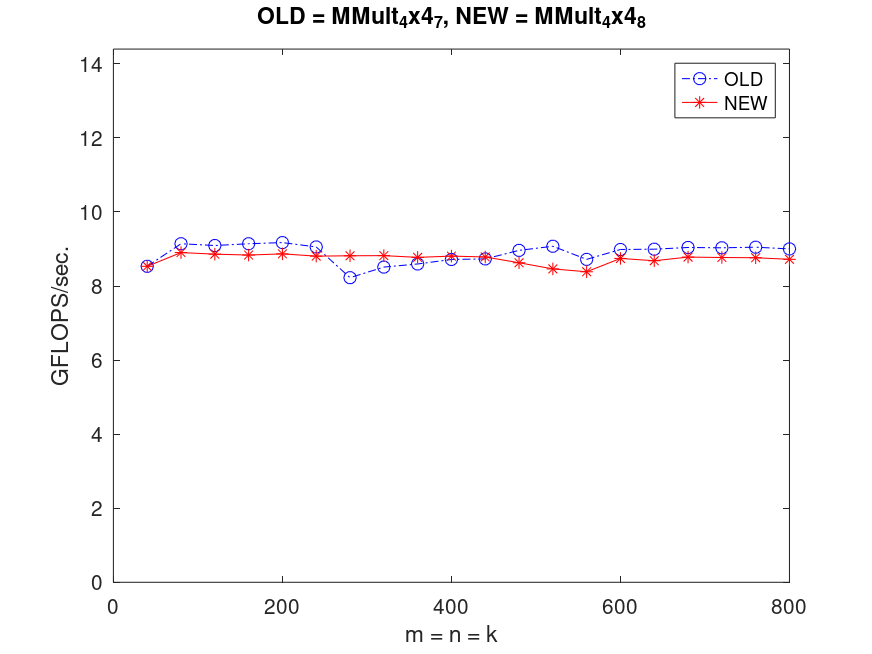 OLD = MMult₄x4₇, NEW = MMult₄x4₈
14
12
10
8
6
4
2
0
GFLOPS/sec.
OLD
NEW
0 200 400 600 800
m = n = k